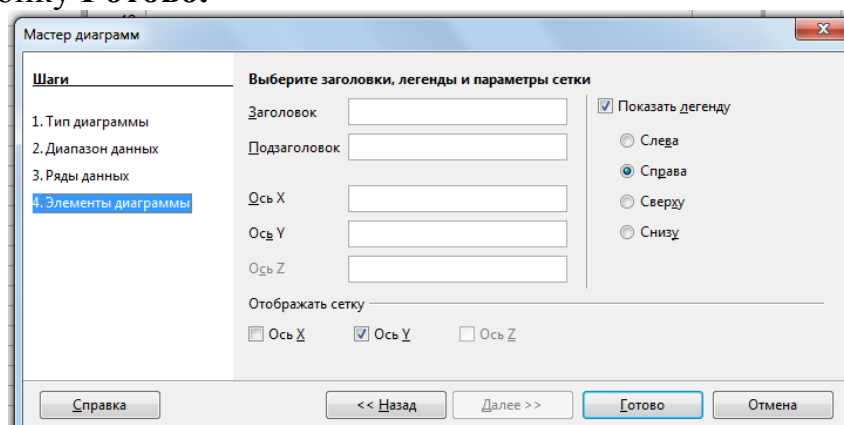 Готово.
Мастер диаграмм
Шаги
1. Тип диаграммы
2. Диапазон данных
3. Ряды данных
4. Элементы диаграммы
Выберите заголовки, легенды и параметры сетки
Заголовок
Подзаголовок
Ось X
Ось Y
Ось Z
Показать легенду
Слева
Справа
Сверху
Снизу
Отображать сетку
Ось X Ось Y Ось Z
Справка << Назад Далее >> Готово Отмена